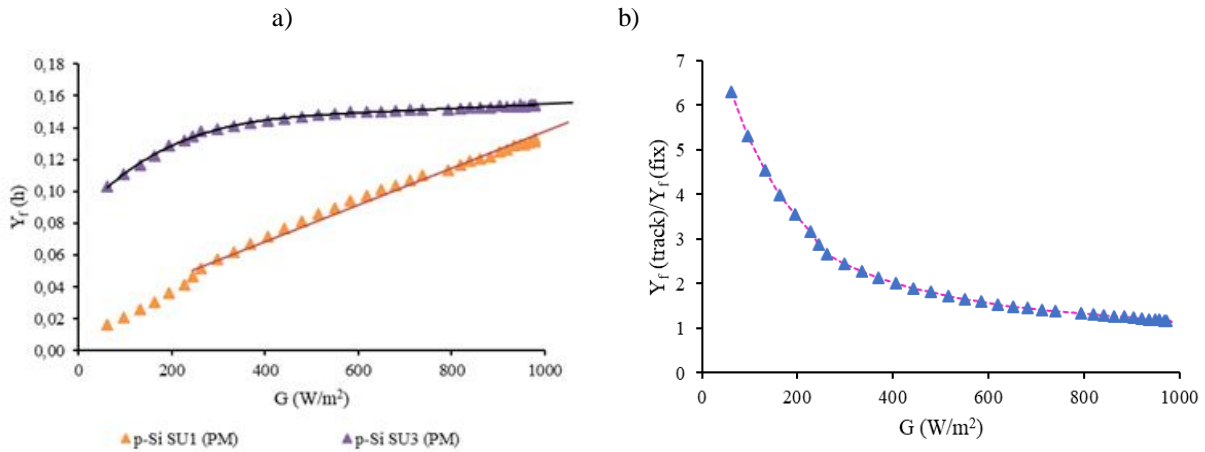 a)
0,18
0,16
0,14
0,12
0,10
0,08
0,06
0,04
0,02
0,00
Y_f (h)
0 200 400 600 800 1000
G (W/m²)
p-Si SU1 (PM) p-Si SU3 (PM)
b)
7
6
5
4
3
2
1
0
Y_f (track)/Y_f (fix)
0 200 400 600 800 1000
G (W/m²)